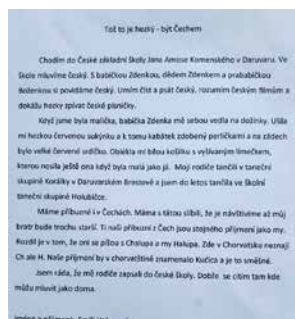 Tož to je hezký - být Čechem
Chodím do České základní školy Jana Amose Komenského v Daruvaru. Ve
škole mluvíme česky. S babičkou Zdenkou, dědem Zdenkem a prababičkou
Boženkou si povídáme česky. Umím číst a psát česky, rozumím českým filmům a
dokážu hezky zpívat české písničky.
Když jsme byla malička, babička Zdenka mě sebou vedla na dožínky. Ušila
mi hezkou červenou sukýnku a k tomu kabátek zdobený perličkami a na zádech
bylo velké červené srdíčko. Oblékla mi bílou košilku s vyšívaným límečkem,
kterou nosila ještě ona když byla malá jako já. Moji rodiče tančili v taneční
skupině Korálky v Daruvarském Brestově a jsem do letos tančila ve školní
taneční skupině Holubičce.
Máme příbuzné i v Čechách. Máma s tátou slíbili, že je návštívíme až můj
bratr bude trochu starší. Ti naši příbuzní z Čech jsou stejného příjmení jako my.
Rozdíl je v tom, že oni se píšou s Chalupa a my Halupa. Zde v Chorvatsku neznají
Ch ale H. Naše příjmení by v chorvatštině znamenalo Kućica a je to směšné.
Jsem ráda, že mě rodiče zapsali do české školy. Dobře se cítím tam kde
můžu mluvit jako doma.